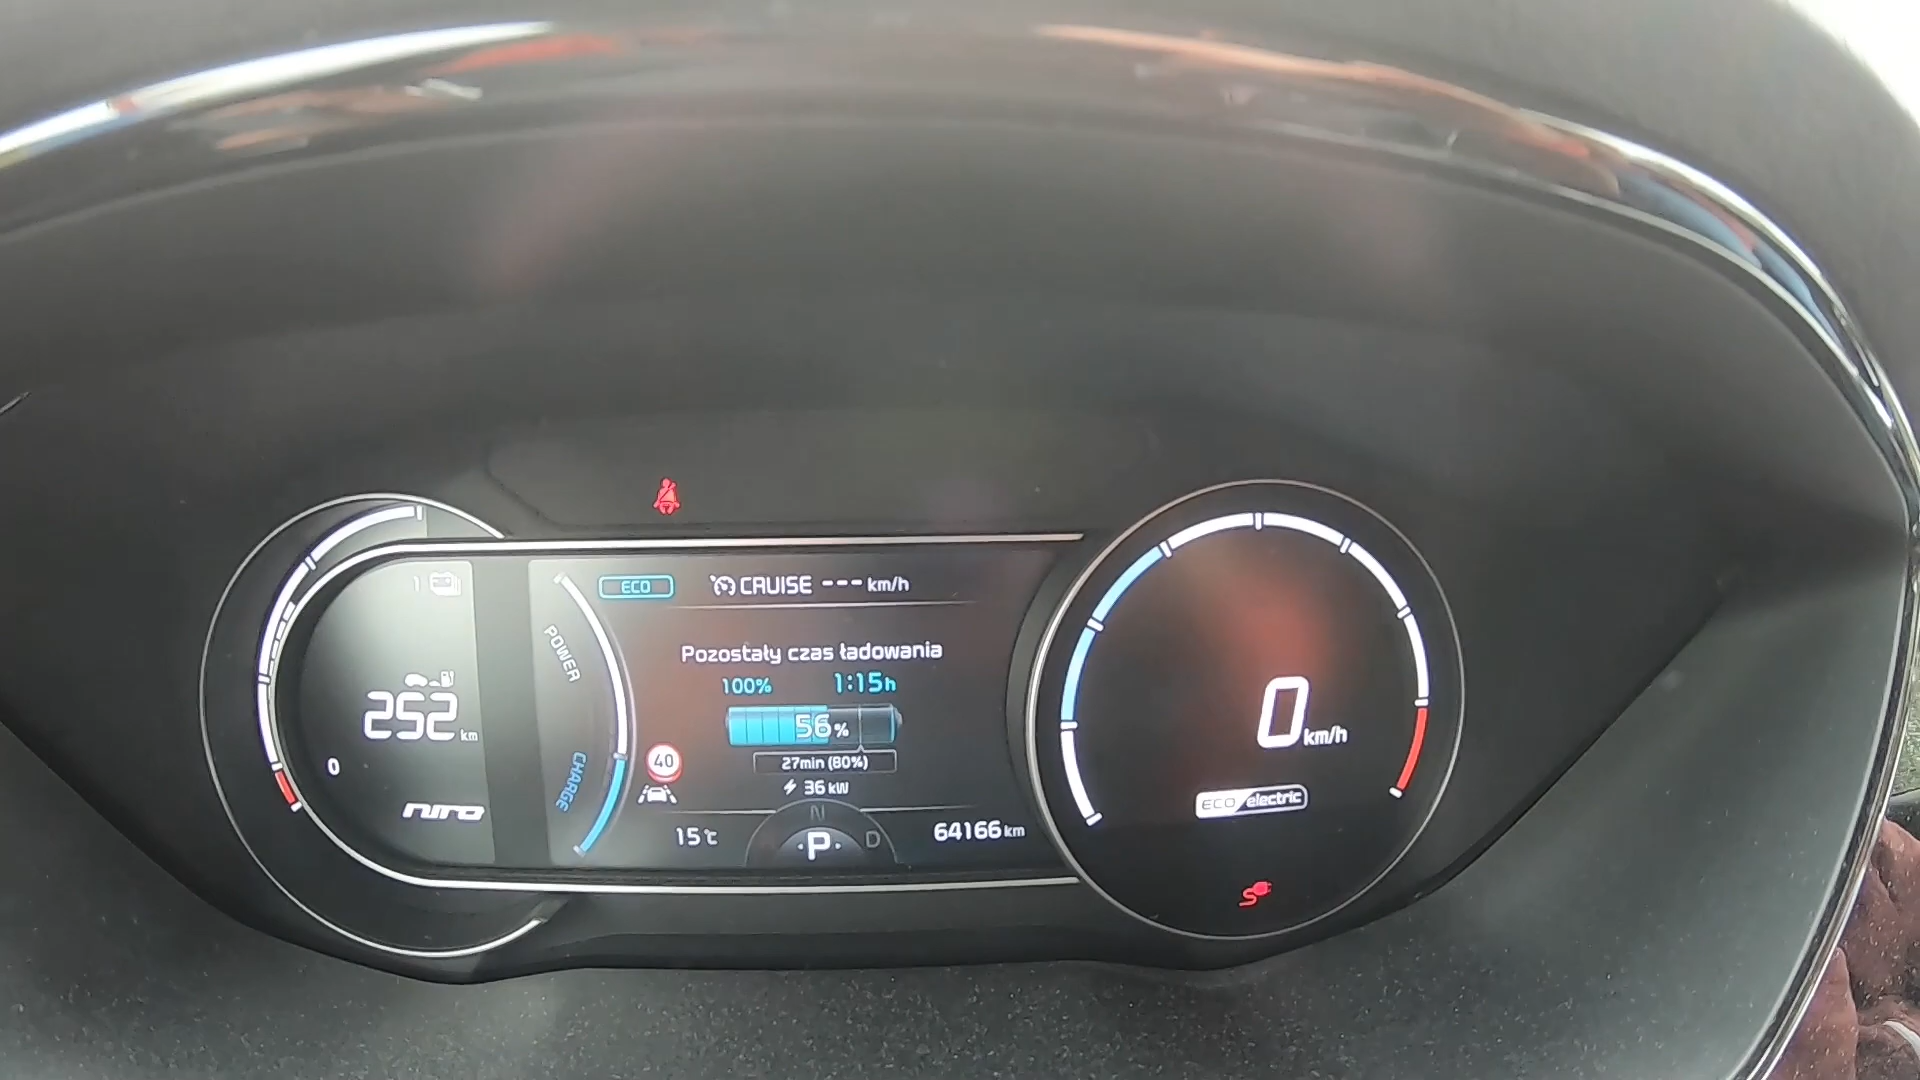 ECO CRUISE --- km/h
1
POWER
Pozostały czas ładowania
100% 1:15h
252 km
56%
0 km/h
CHARGE
40
27min (80%)
0
36 kW
niro
ECO electric
N
15℃
P D
64166 km